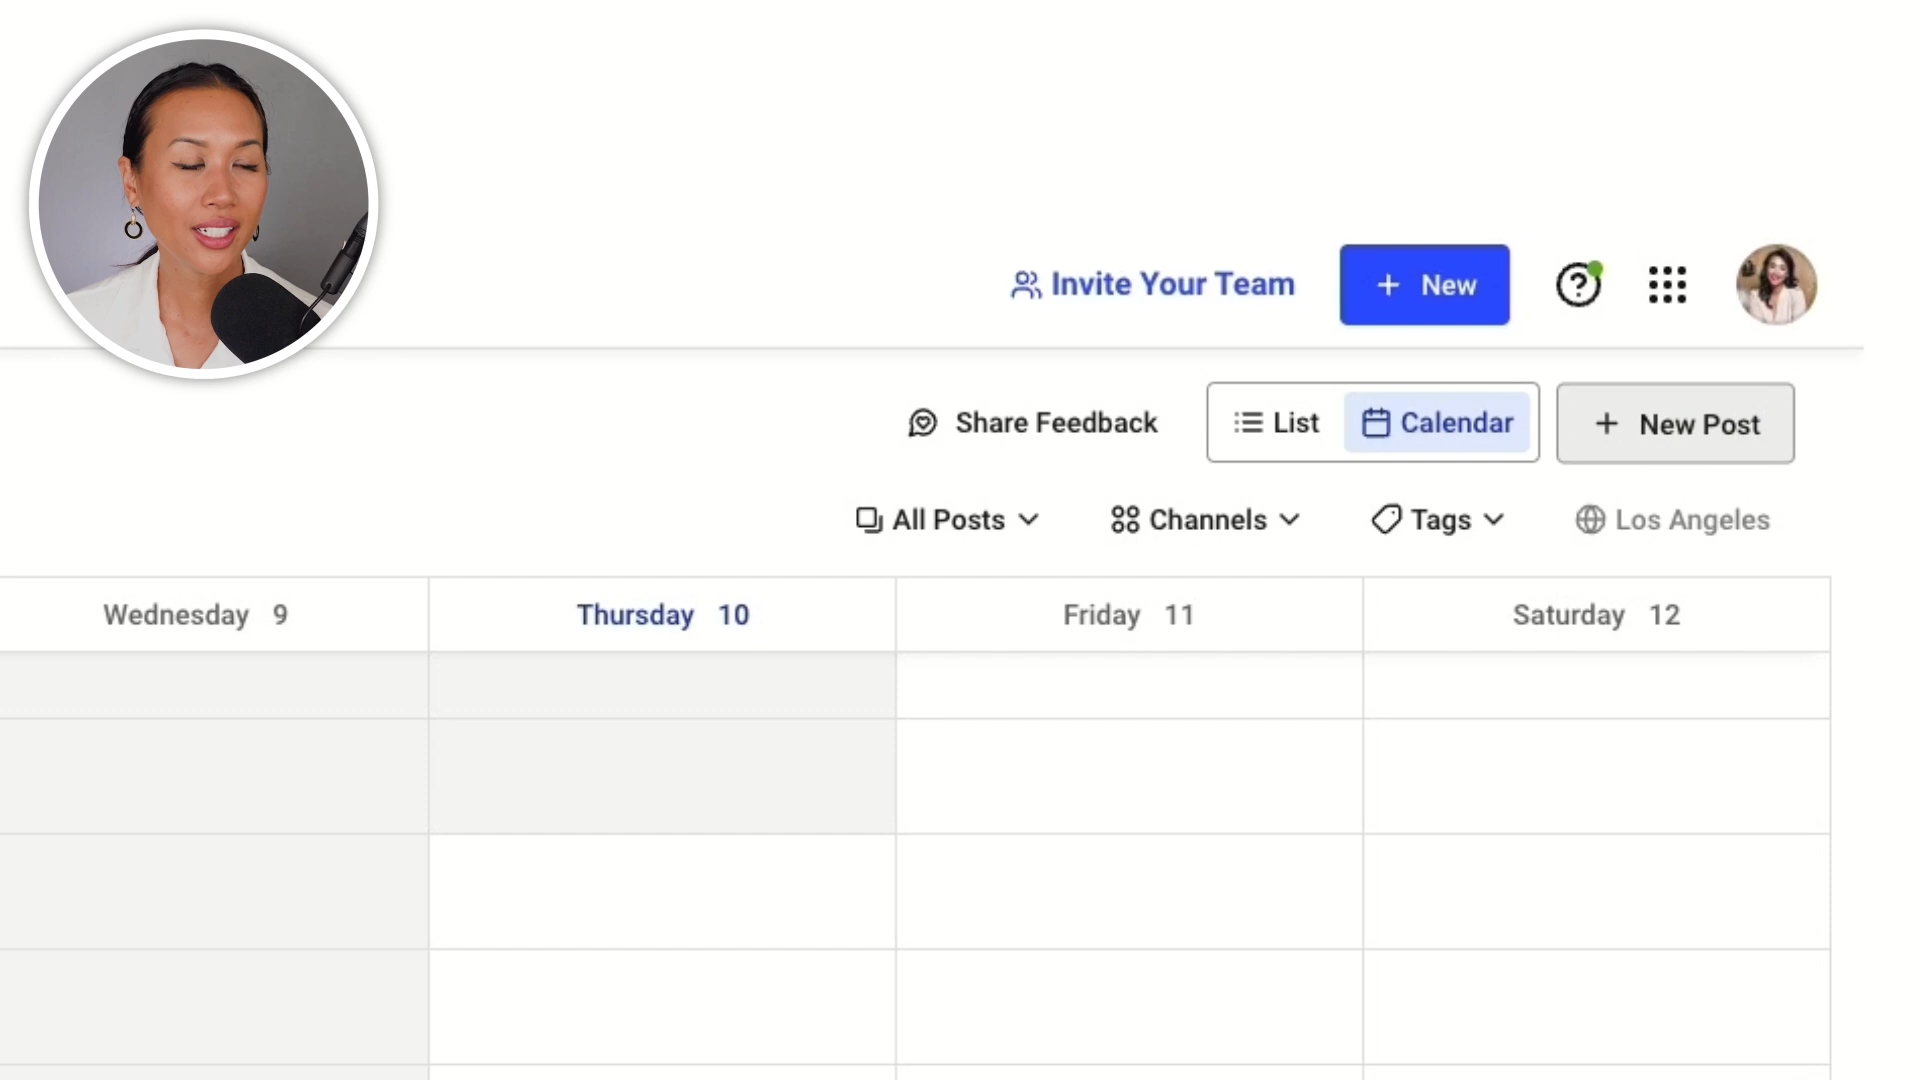 Invite Your Team + New
Share Feedback List Calendar + New Post
All Posts Channels Tags Los Angeles
Wednesday 9 Thursday 10 Friday 11 Saturday 12